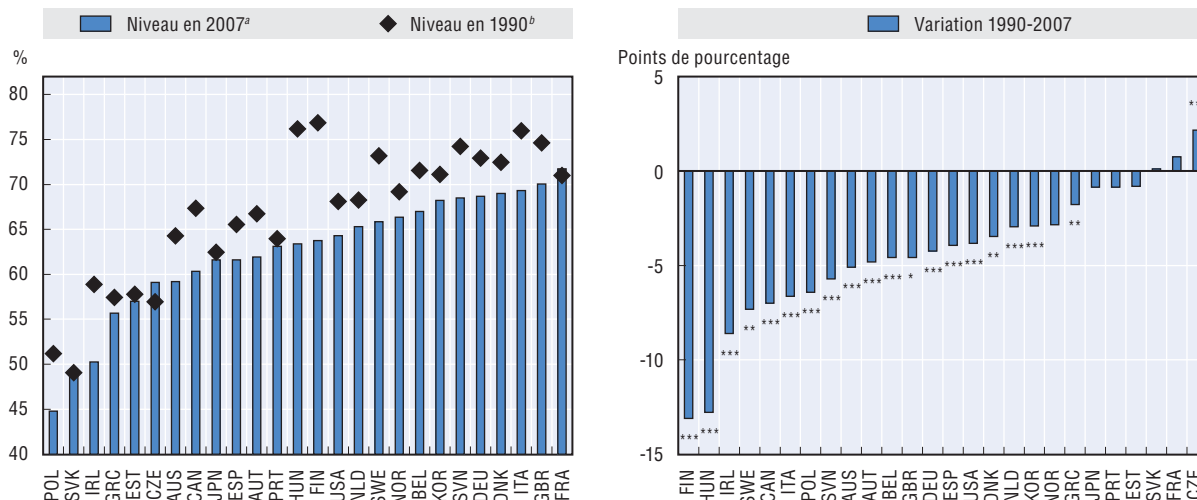 Niveau en 2007a
Niveau en 1990b
%
80
75
70
65
60
55
50
45
40
POL SVK IRL GRC EST CZE AUS CAN JPN ESP AUT PRT HUN FIN USA NLD SWE NOR BEL KOR SVN DEU DNK ITA GBR FRA
Variation 1990-2007
Points de pourcentage
5
0
-5
-10
-15
*** *** *** ** *** *** *** *** *** *** *** * *** *** *** ** *** *** ** **
FIN HUN IRL SWE CAN ITA POL SVN AUS AUT BEL GBR DEU ESP USA DNK NLD KOR NOR GRC JPN PRT EST SVK FRA CZE